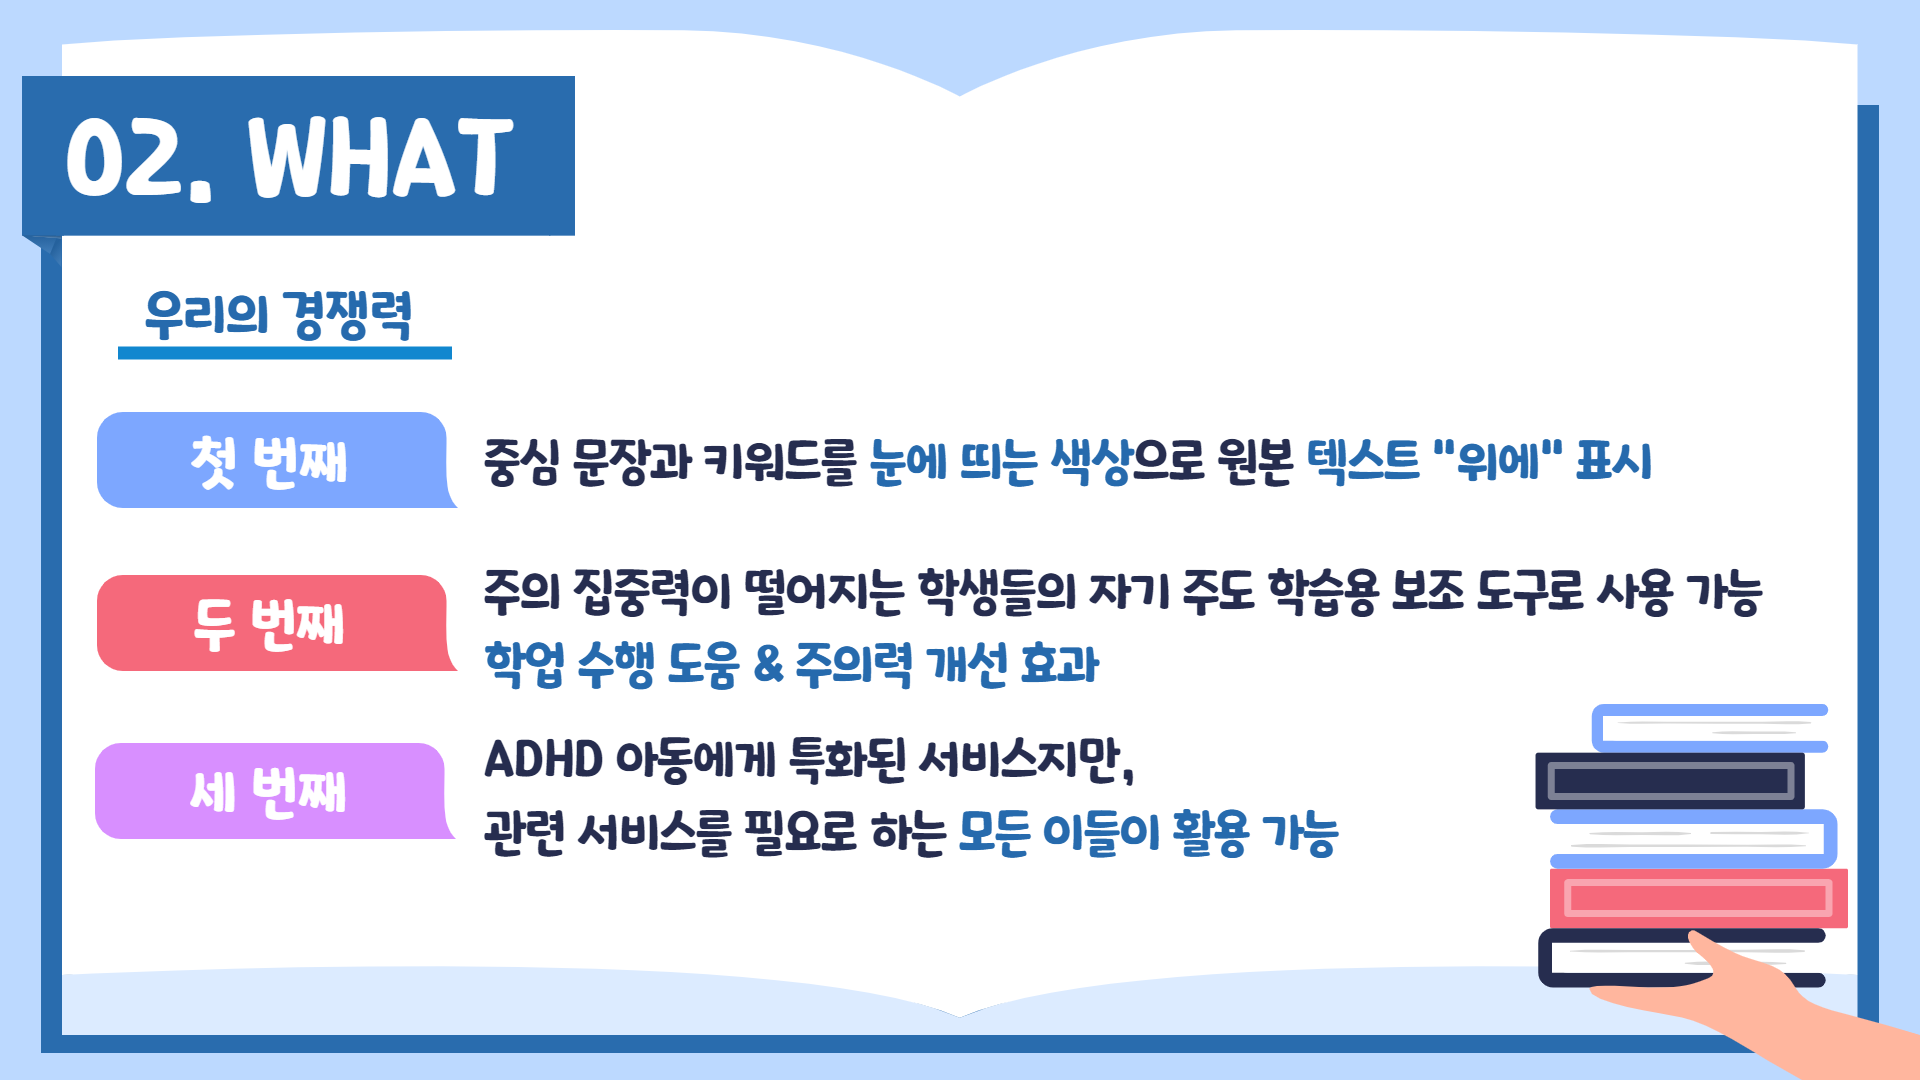 02. WHAT
우리의 경쟁력
첫 번째
중심 문장과 키워드를 눈에 띄는 색상으로 원본 텍스트 "위에" 표시
두 번째
주의 집중력이 떨어지는 학생들의 자기 주도 학습용 보조 도구로 사용 가능
학업 수행 도움 & 주의력 개선 효과
세 번째
ADHD 아동에게 특화된 서비스지만,
관련 서비스를 필요로 하는 모든 이들이 활용 가능